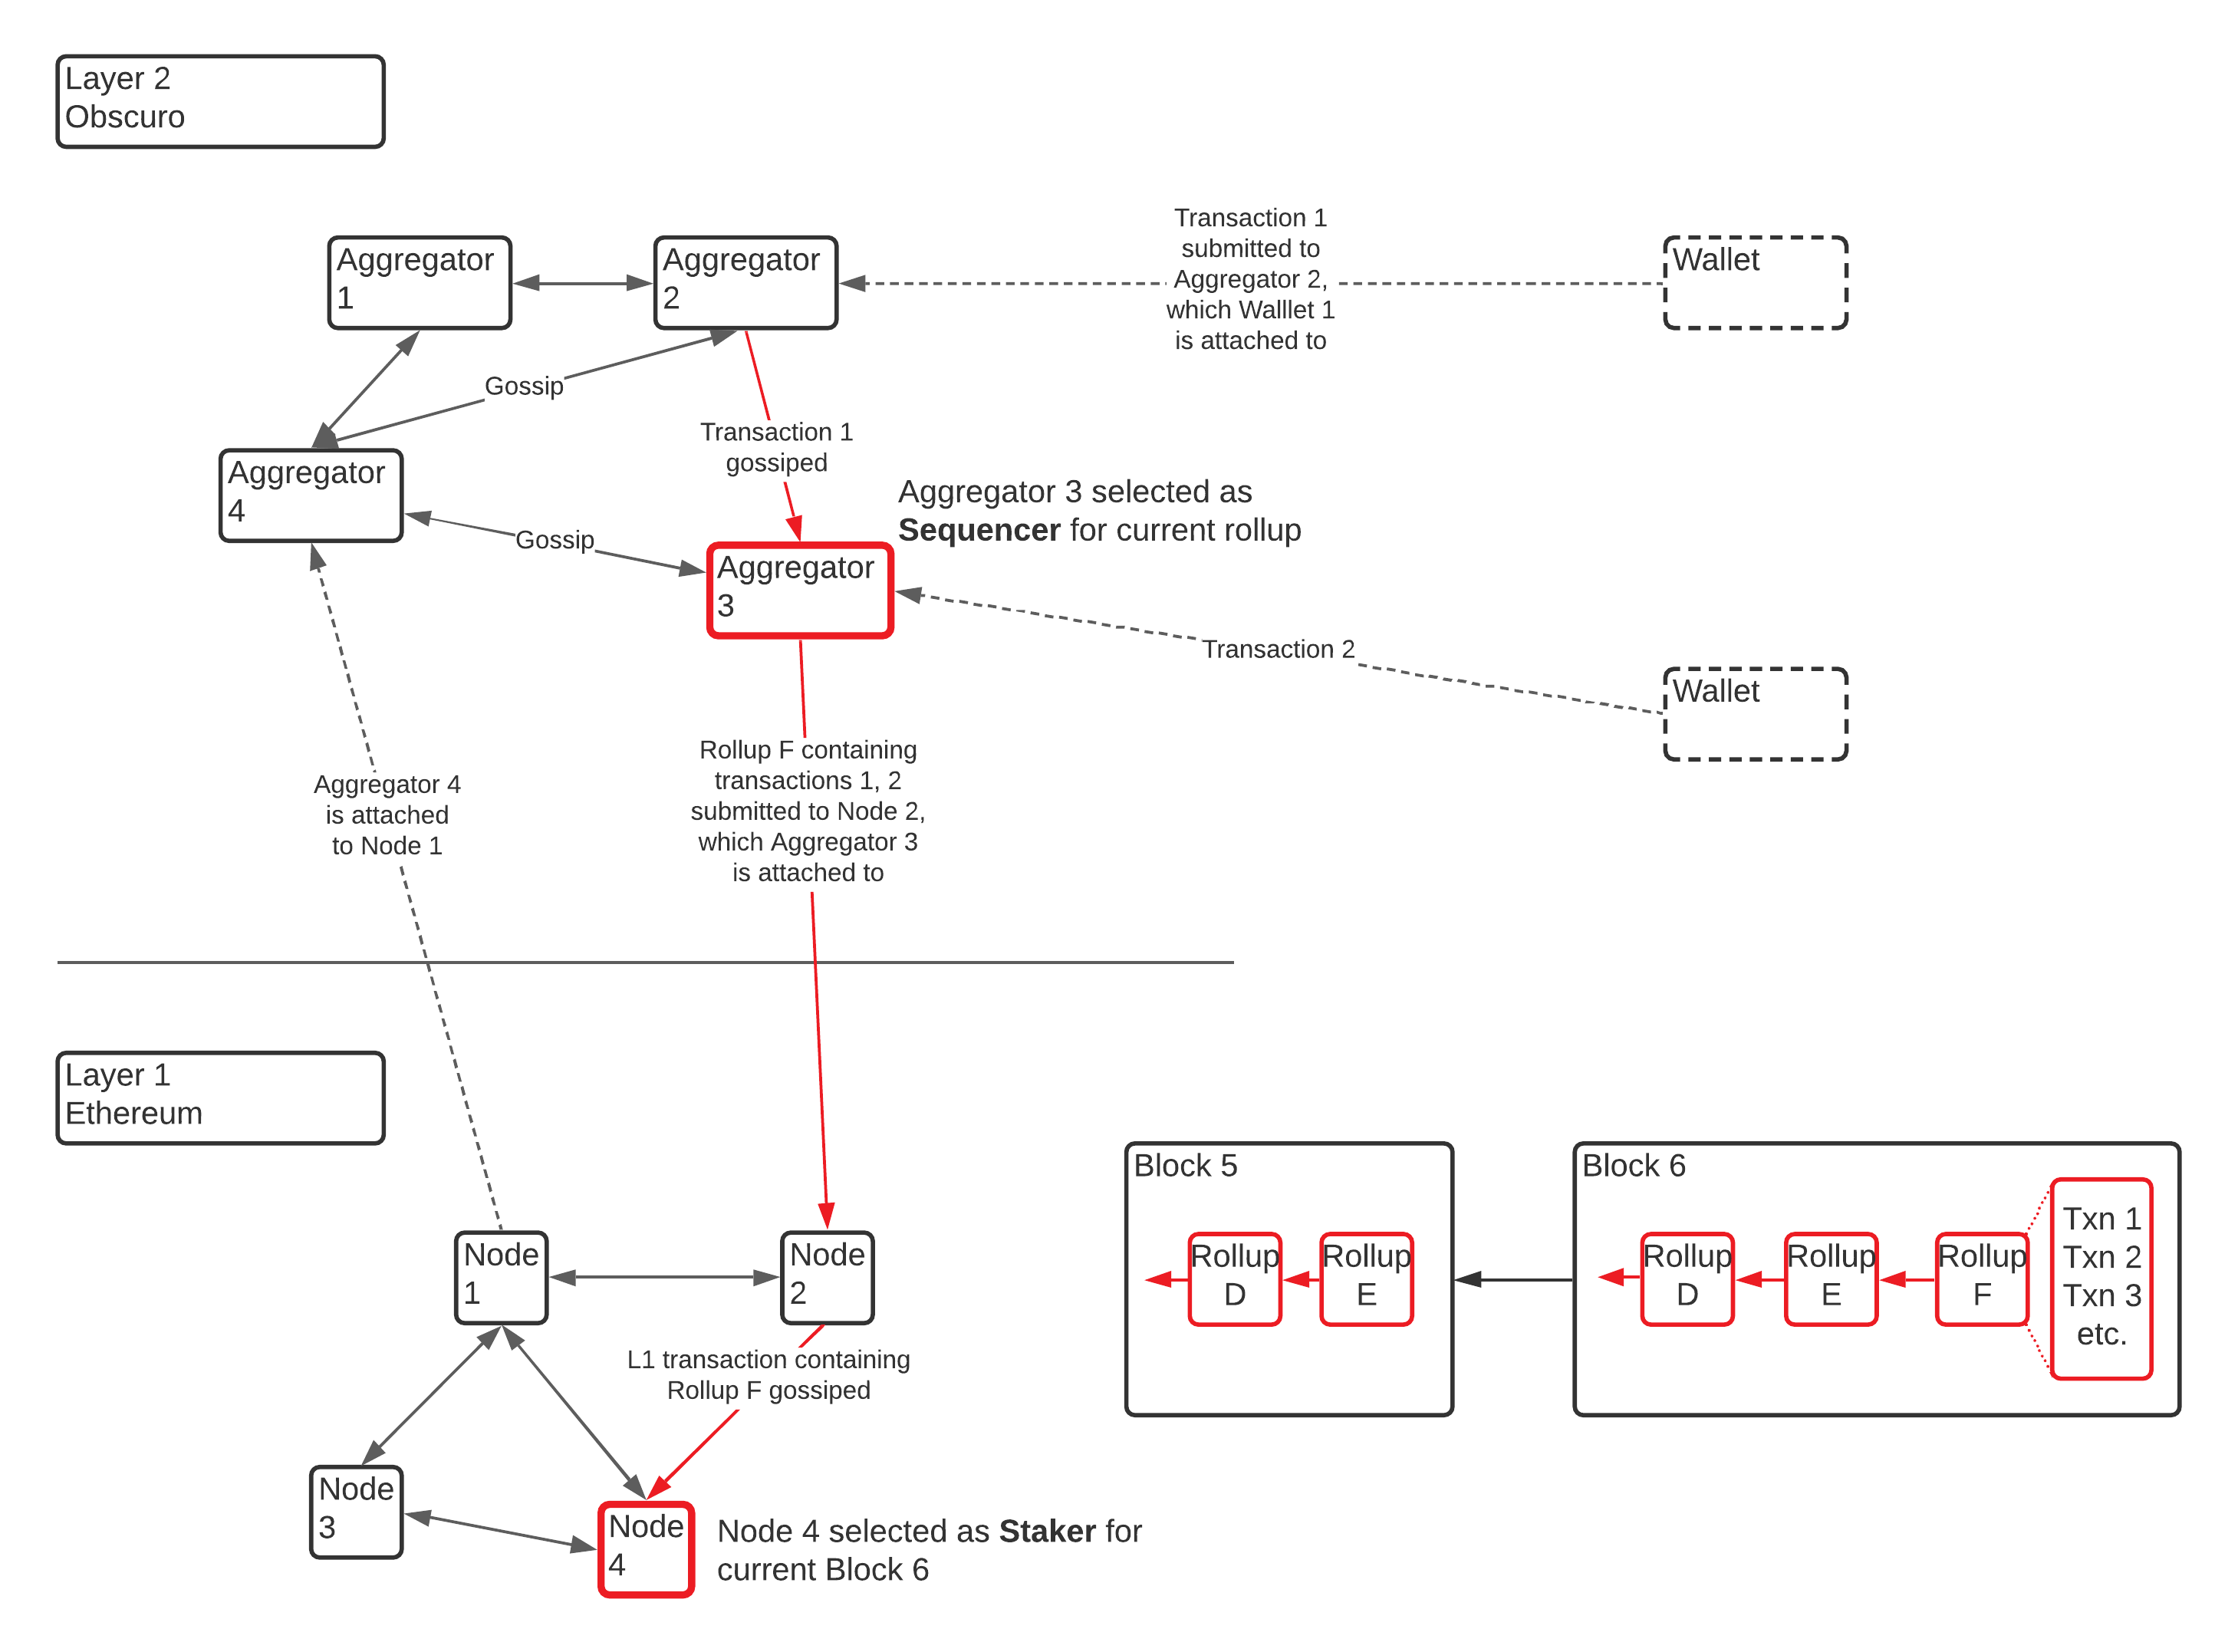 Layer 2
Obscuro
Aggregator
1
Aggregator
2
Transaction 1
submitted to
Aggregator 2,
which Walllet 1
is attached to
Wallet
Gossip
Transaction 1
gossiped
Aggregator
4
Gossip
Aggregator 3 selected as
Sequencer for current rollup
Aggregator
3
Transaction 2
Wallet
Aggregator 4
is attached
to Node 1
Rollup F containing
transactions 1, 2
submitted to Node 2,
which Aggregator 3
is attached to
Layer 1
Ethereum
Node
1
Node
2
L1 transaction containing
Rollup F gossiped
Node
3
Node
4
Node 4 selected as Staker for
current Block 6
Block 5
Rollup
D
Rollup
E
Block 6
Rollup
D
Rollup
E
Rollup
F
Txn 1
Txn 2
Txn 3
etc.